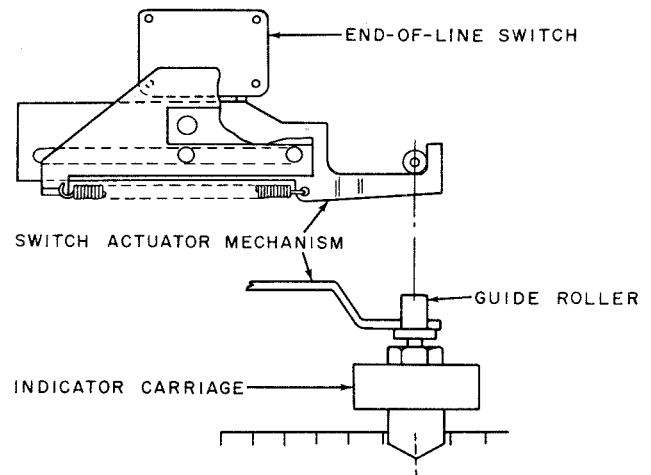 END-OF-LINE SWITCH
SWITCH ACTUATOR MECHANISM
GUIDE ROLLER
INDICATOR CARRIAGE